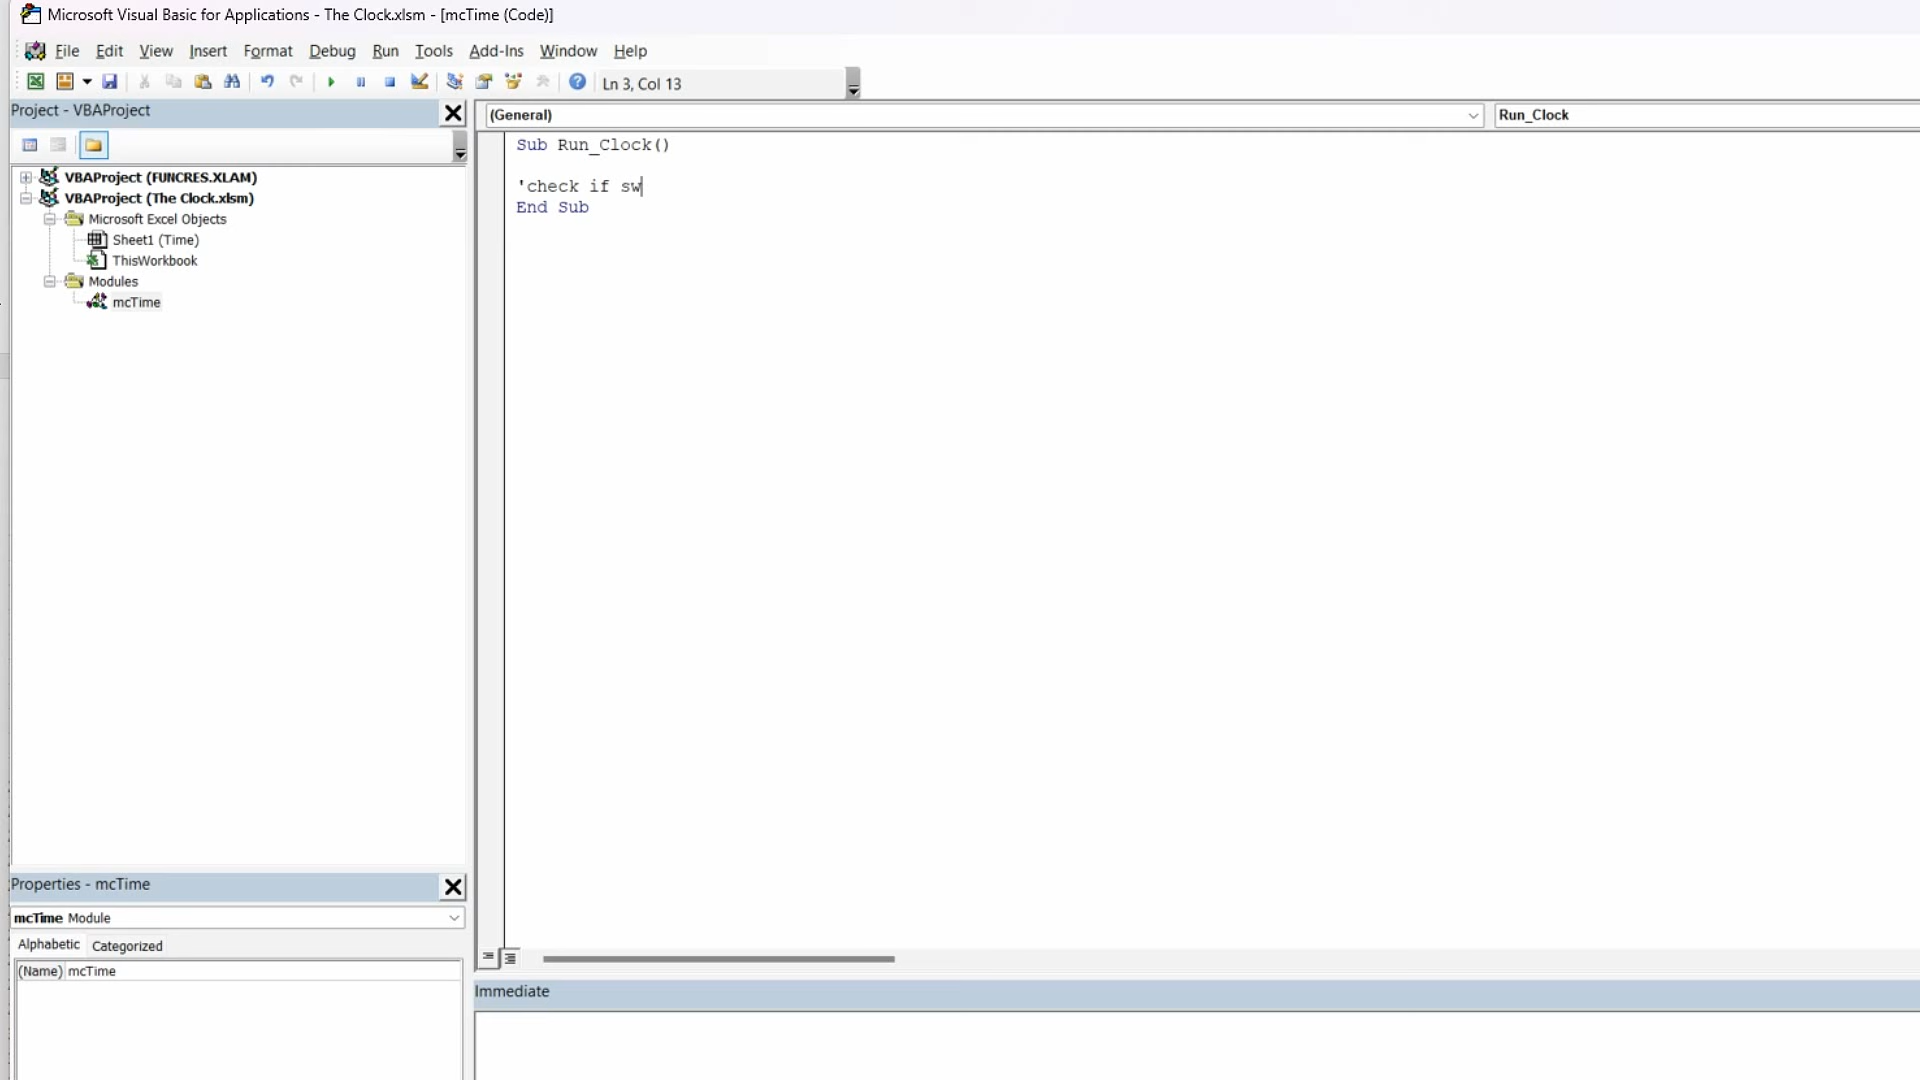 Microsoft Visual Basic for Applications - The Clock.xlsm - [mcTime (Code)]
File Edit View Insert Format Debug Run Tools Add-Ins Window Help
Ln 3, Col 13
Project - VBAProject
(General)
Run_Clock
VBAProject (FUNCRES.XLAM)
VBAProject (The Clock.xlsm)
Microsoft Excel Objects
Sheet1 (Time)
ThisWorkbook
Modules
mcTime
Sub Run_Clock()
'check if sw
End Sub
Properties - mcTime
mcTime Module
Alphabetic Categorized
(Name) mcTime
Immediate